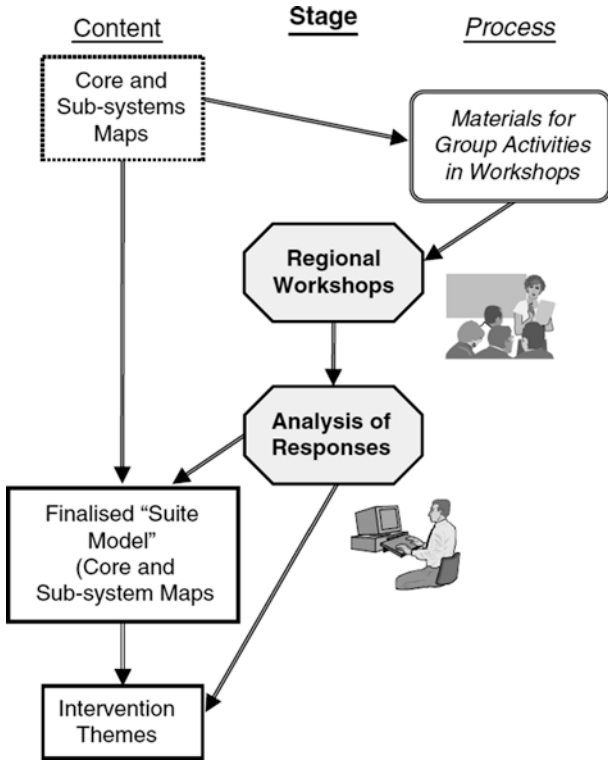 Content
Stage
Process
Core and
Sub-systems
Maps
Materials for
Group Activities
in Workshops
Regional
Workshops
Analysis of
Responses
Finalised “Suite
Model”
(Core and
Sub-system Maps
Intervention
Themes